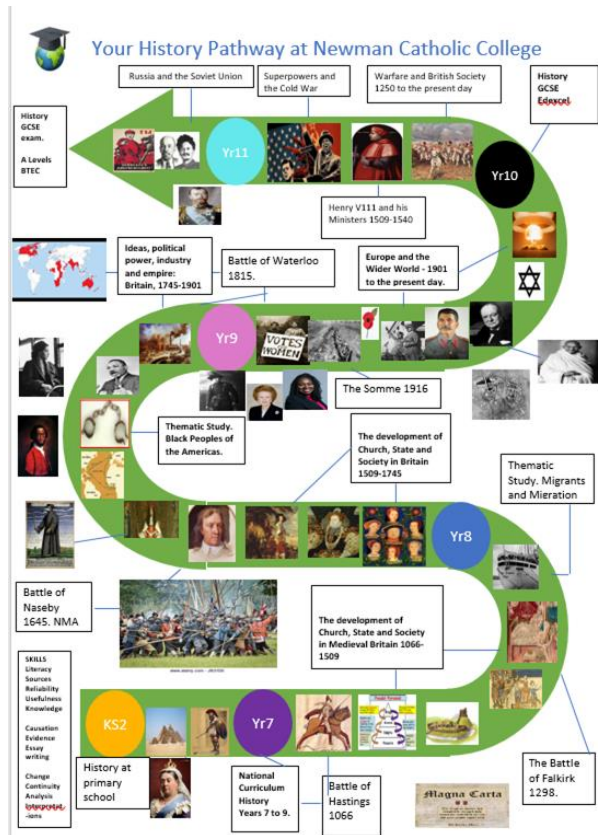 Your History Pathway at Newman Catholic College
Russia and the Soviet Union
Superpowers and
the Cold War
Warfare and British Society
1250 to the present day
History
GCSE
Edexcel
History
GCSE
exam.
A Levels
BTEC
Yr11
Yr10
Henry V111 and his
Ministers 1509-1540
Ideas, political
power, industry
and empire:
Britain, 1745-1901
Battle of Waterloo
1815.
Europe and the
Wider World - 1901
to the present day.
Yr9
VOTES
WOMEN
The Somme 1916
Thematic Study.
Black Peoples of
the Americas.
The development of
Church, State and
Society in Britain
1509-1745
Thematic
Study. Migrants
and Mieration
Yr8
Battle of
Naseby
1645. NMA
The development of
Church, State and Society
in Medieval Britain 1066-
1509
SKILLS
Literacy
Sources
Reliability
Usefulness
Knowledge
Causation
Evidence
Essay
writing
Change
Continuity
Analysis
Interpretat
-ions
KS2
Yr7
History at
primary
school
National
Curriculum
History
Years 7 to 9.
Battle of
Hastings
1066
Magna Carta
The Battle of
Falkirk
1298.